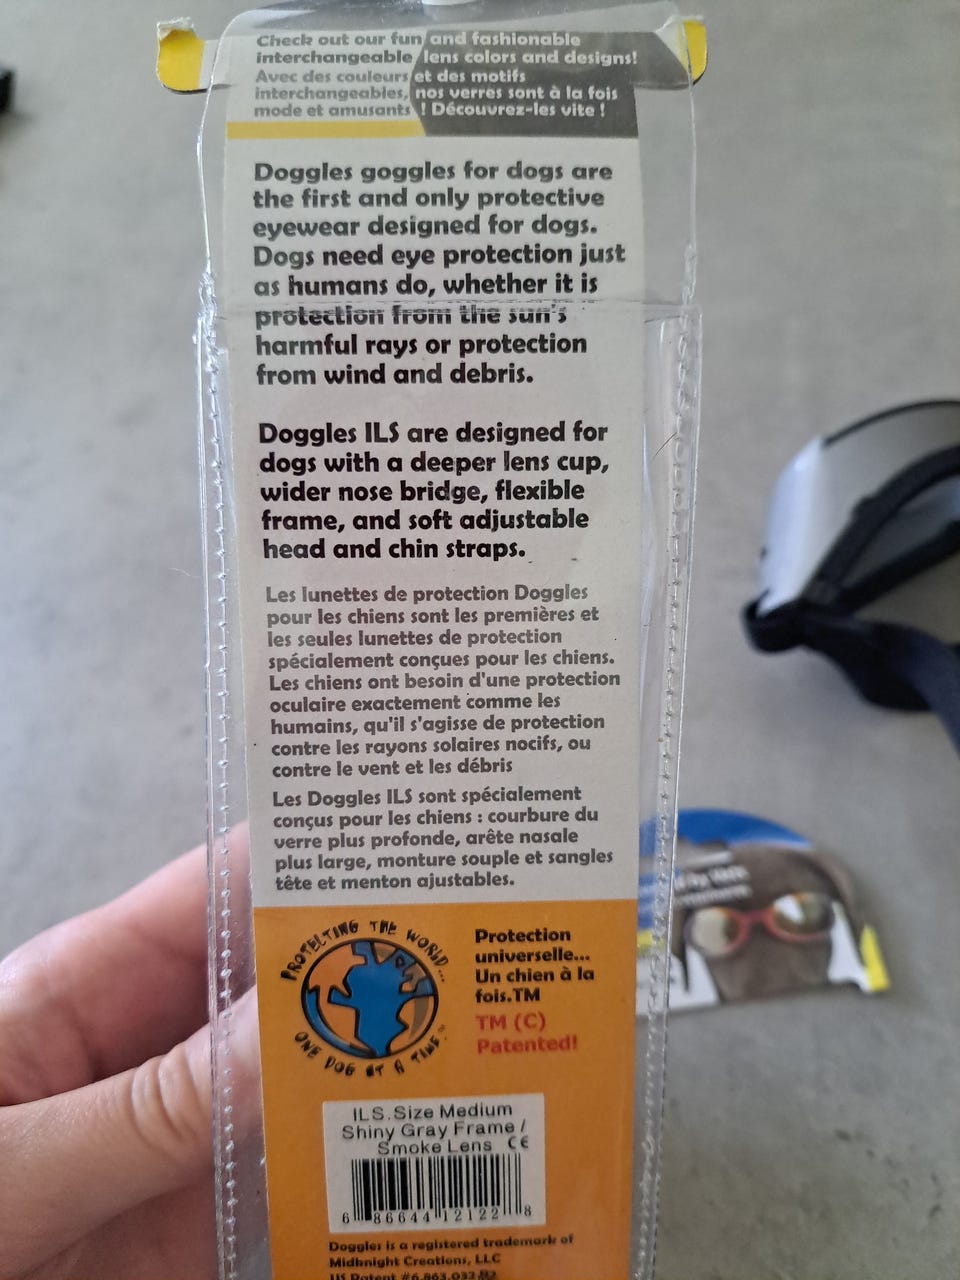 Check out our fun and fashionable
interchangeable lens colors and designs!
Avec des couleurs et des motifs
interchangeables, nos verres sont à la fois
mode et amusants ! Découvrez-les vite !
Doggles goggles for dogs are
the first and only protective
eyewear designed for dogs.
Dogs need eye protection just
as humans do, whether it is
protection from the sun's
harmful rays or protection
from wind and debris.
Doggles ILS are designed for
dogs with a deeper lens cup,
wider nose bridge, flexible
frame, and soft adjustable
head and chin straps.
Les lunettes de protection Doggles
pour les chiens sont les premières et
les seules lunettes de protection
spécialement conçues pour les chiens.
Les chiens ont besoin d'une protection
oculaire exactement comme les
humains, qu'il s'agisse de protection
contre les rayons solaires nocifs, ou
contre le vent et les débris
Les Doggles ILS sont spécialement
conçus pour les chiens : courbure du
verre plus profonde, arête nasale
plus large, monture souple et sangles
tête et menton ajustables.
PROTECTING THE WORLD...
ONE DOG AT A TIME.™
Protection
universelle...
Un chien à la
fois.TM
TM (C)
Patented!
ILS.Size Medium
Shiny Gray Frame /
Smoke Lens CE
6 86644 12122 8
Doggles is a registered trademark of
Midknight Creations, LLC
US Patent #6,863,032 B2